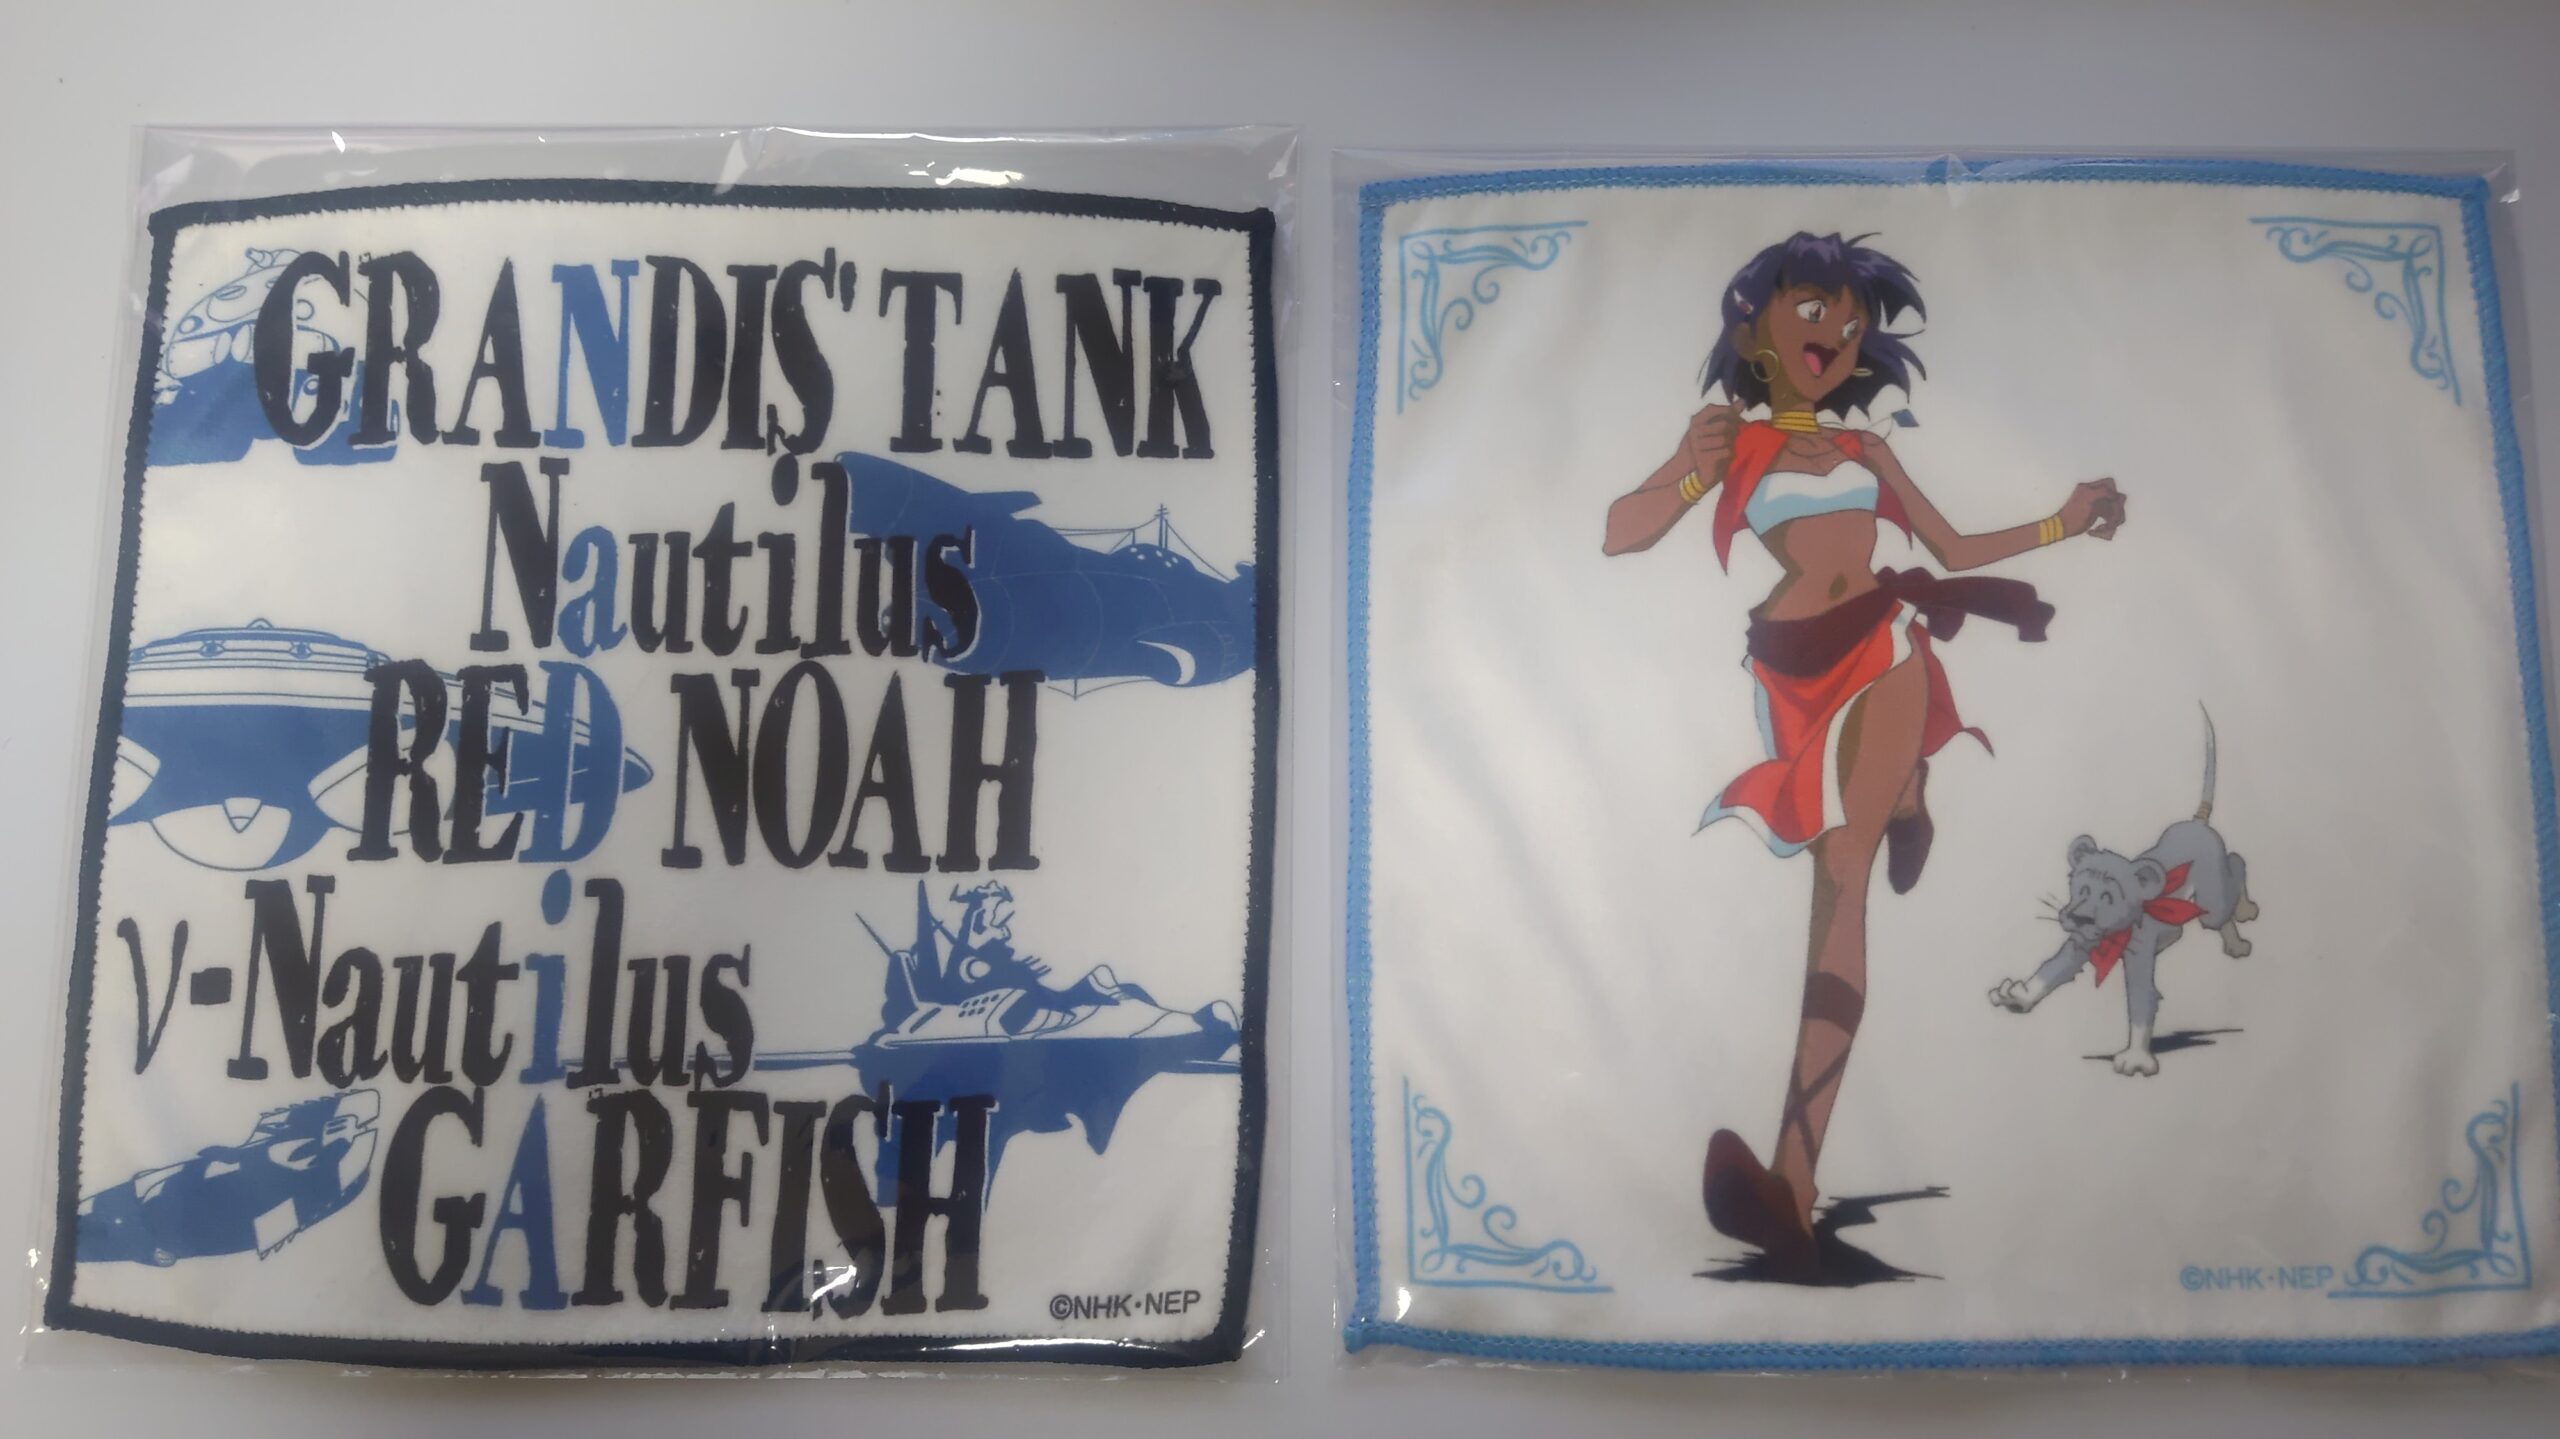 GRANDIS' TANK
Nautilus
RED NOAH
ν-Nautilus
GARFISH
©NHK・NEP
©NHK・NEP